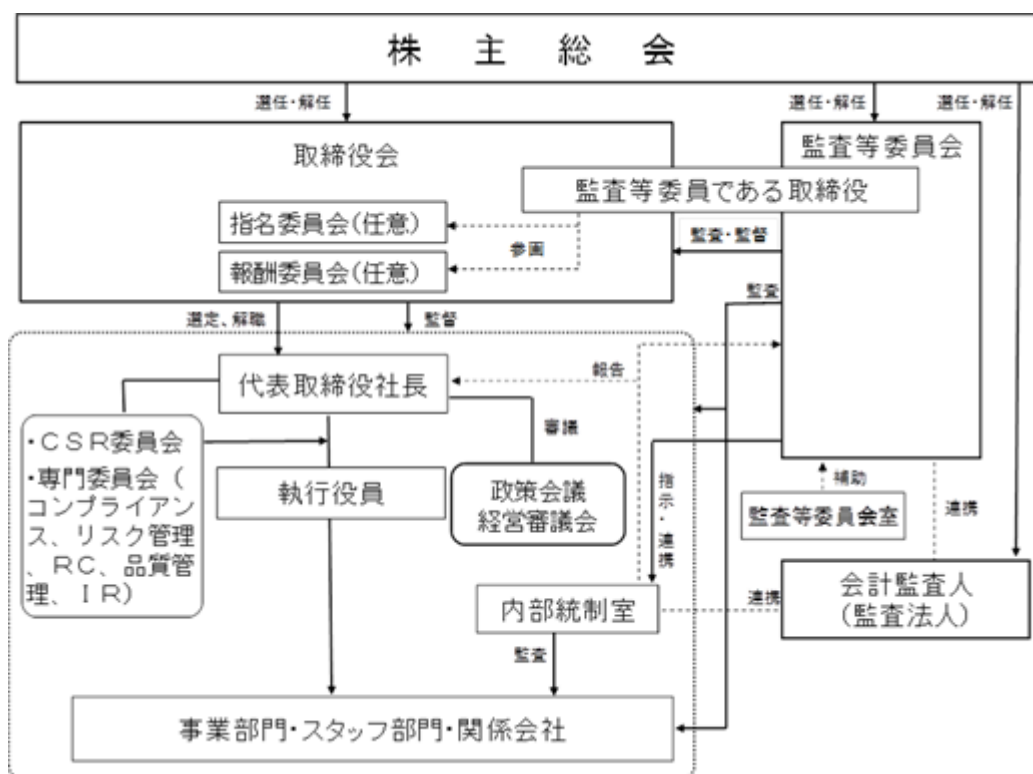 株主総会
選任・解任
選任・解任
選任・解任
取締役会
監査等委員会
監査等委員である取締役
指名委員会(任意)
参画
監査・監督
報酬委員会(任意)
監査
選定、解職
監督
代表取締役社長
報告
・CSR委員会
・専門委員会(
コンプライアン
ス、リスク管理
、RC、品質管
理、IR)
審議
執行役員
政策会議
経営審議会
指示・連携
補助
監査等委員会室
連携
内部統制室
連携
会計監査人
(監査法人)
監査
事業部門・スタッフ部門・関係会社